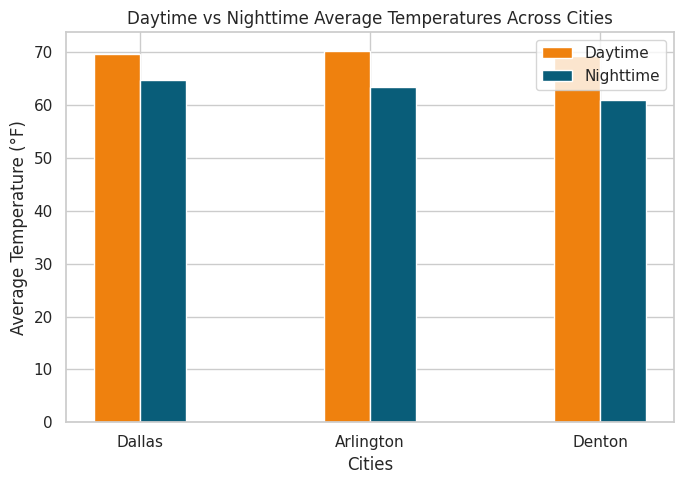 Daytime vs Nighttime Average Temperatures Across Cities
Daytime
Nighttime
Average Temperature (°F)
70
60
50
40
30
20
10
0
Dallas
Arlington
Denton
Cities